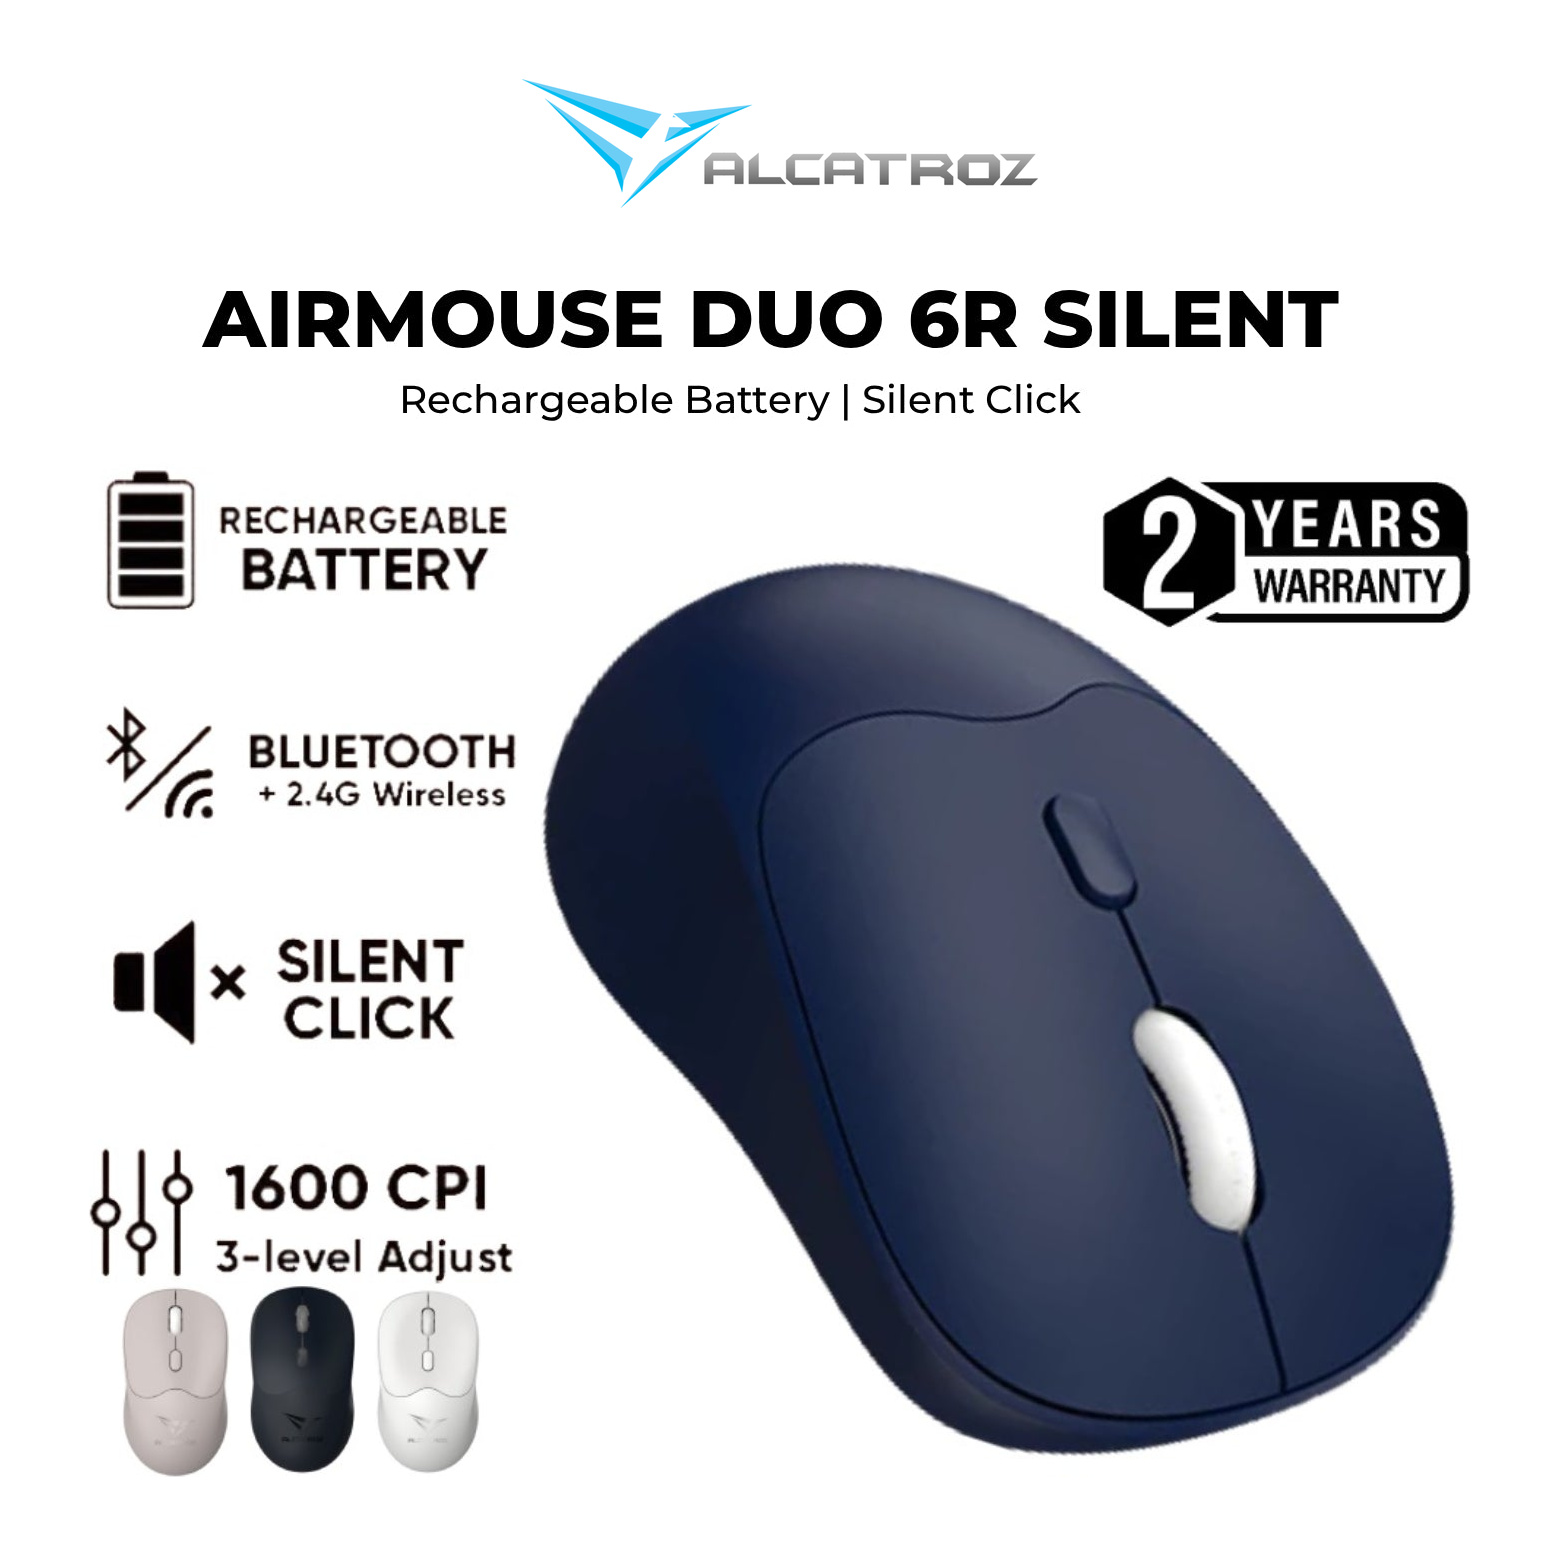 ALCATROZ
AIRMOUSE DUO 6R SILENT
Rechargeable Battery | Silent Click
RECHARGEABLE
BATTERY
2 YEARS
WARRANTY
BLUETOOTH
+ 2.4G Wireless
SILENT
CLICK
1600 CPI
3-level Adjust